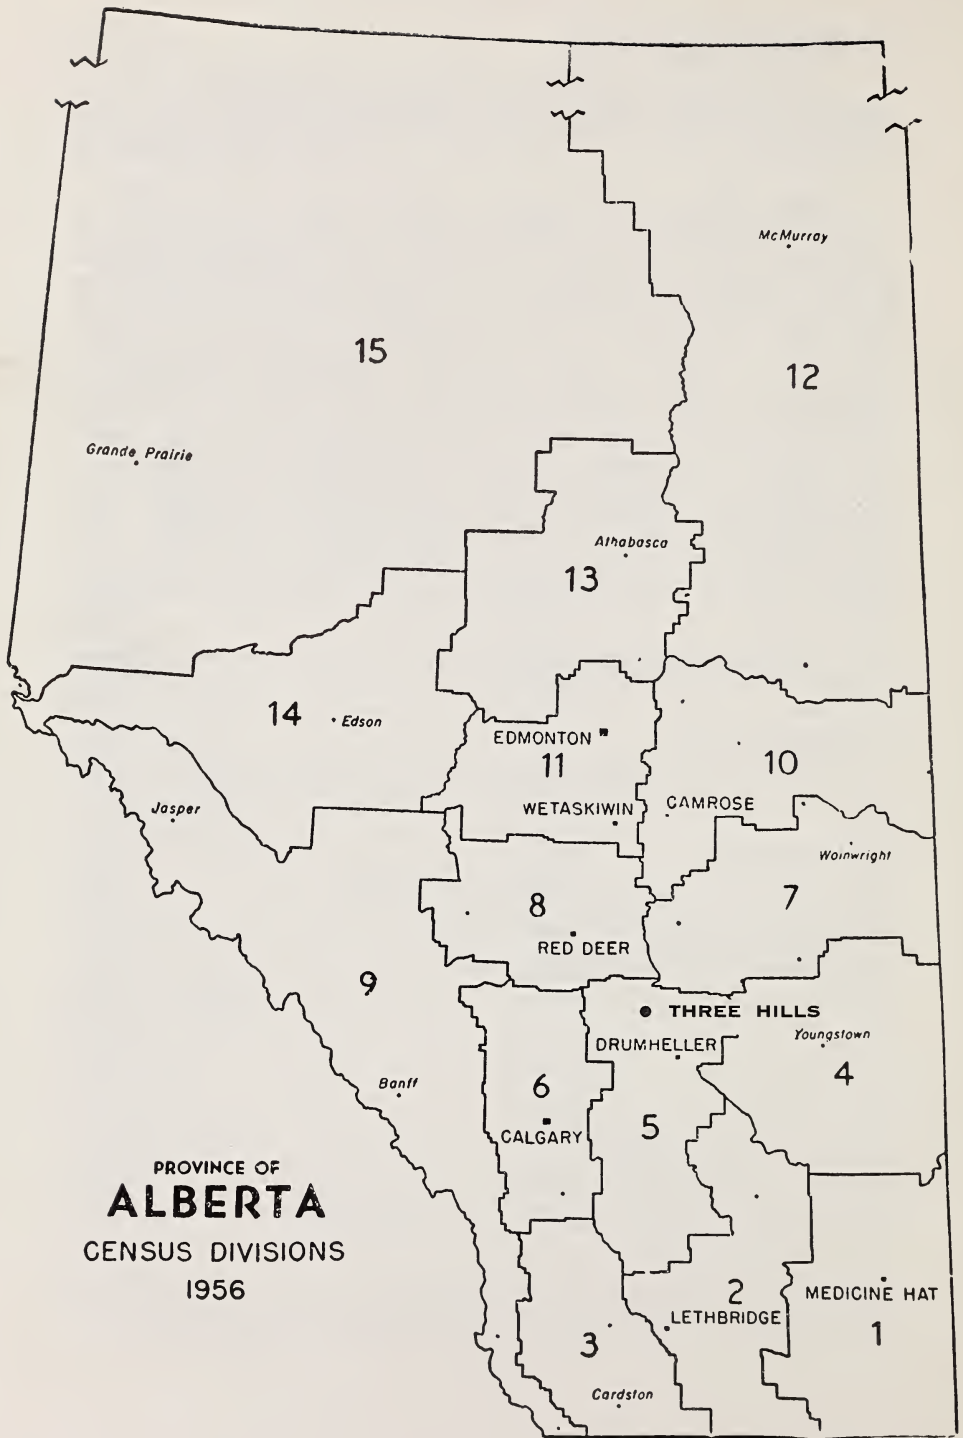 McMurray
15
12
Grande Prairie
Athabasca
13
14
Edson
EDMONTON
11
10
Jasper
WETASKIWIN
CAMROSE
Wainwright
8
7
RED DEER
9
THREE HILLS
Youngstown
DRUMHELLER
4
Banff
6
5
CALGARY
PROVINCE OF
ALBERTA
CENSUS DIVISIONS
1956
2
MEDICINE HAT
LETHBRIDGE
1
3
Cardston